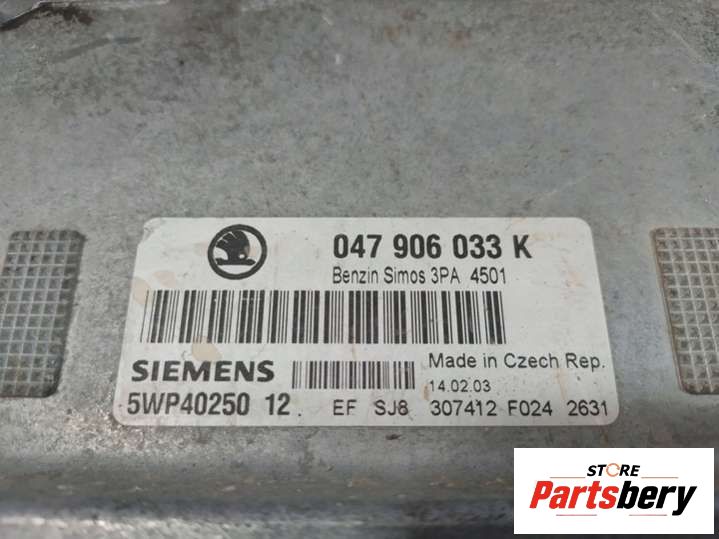 047 906 033 K
Benzin Simos 3PA 4501
SIEMENS
Made in Czech Rep.
14.02.03
5WP40250 12 EF SJ8 307412 F024 2631
STORE
Partsbery